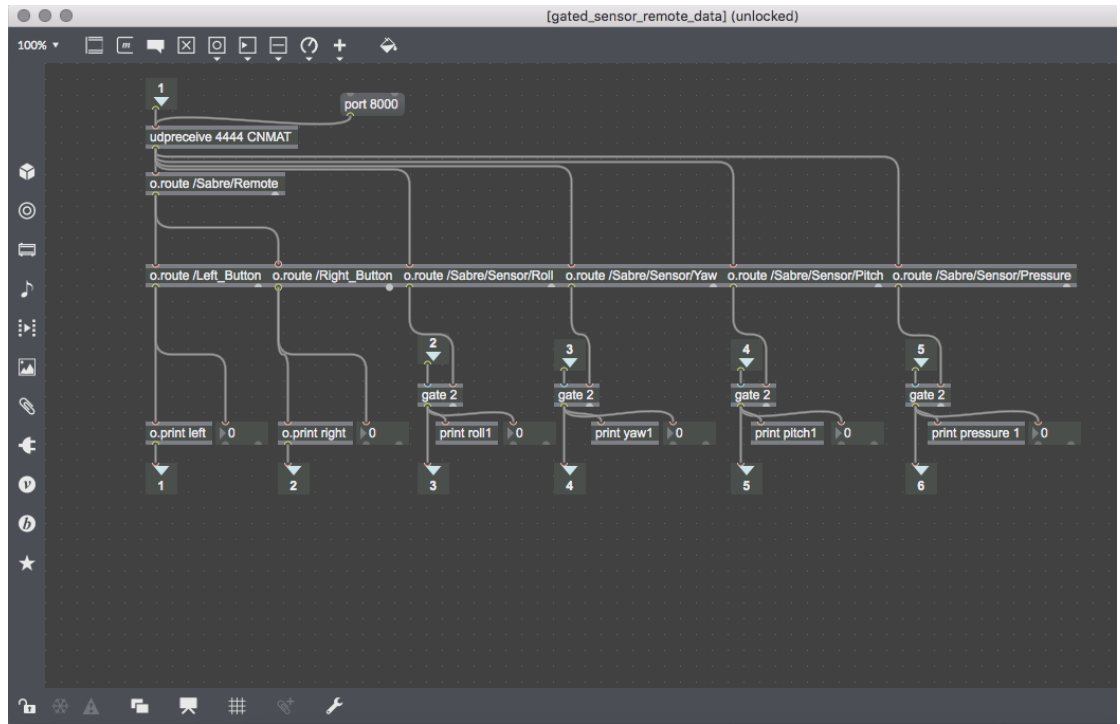 [gated_sensor_remote_data] (unlocked)
100%
1
port 8000
udpreceive 4444 CNMAT
o.route /Sabre/Remote
o.route /Left_Button o.route /Right_Button o.route /Sabre/Sensor/Roll o.route /Sabre/Sensor/Yaw o.route /Sabre/Sensor/Pitch o.route /Sabre/Sensor/Pressure
2 3 4 5
gate 2 gate 2 gate 2 gate 2
o.print left 0 o.print right 0 print roll1 0 print yaw1 0 print pitch1 0 print pressure 1 0
1 2 3 4 5 6